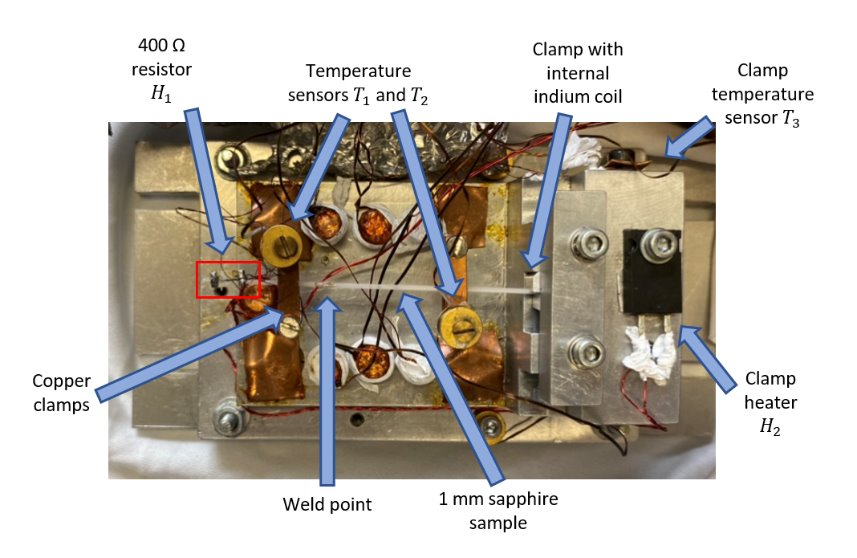 400 Ω
resistor
H₁
Temperature
sensors T₁ and T₂
Clamp with
internal
indium coil
Clamp
temperature
sensor T₃
Copper
clamps
Weld point
1 mm sapphire
sample
Clamp
heater
H₂